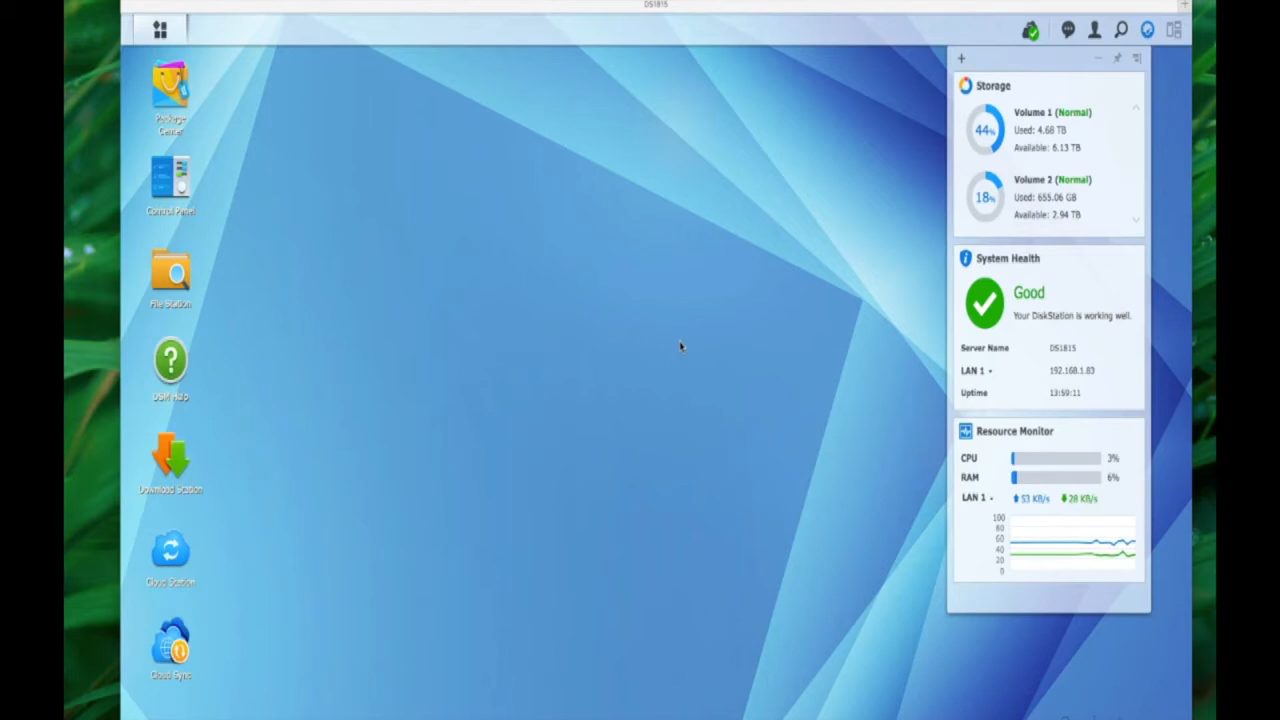 DS1815
Package
Center
Control Panel
File Station
DSM Help
Download Station
Cloud Station
Cloud Sync
Storage
44%
Volume 1 (Normal)
Used: 4.68 TB
Available: 6.13 TB
18%
Volume 2 (Normal)
Used: 655.06 GB
Available: 2.94 TB
System Health
Good
Your DiskStation is working well.
Server Name DS1815
LAN 1 192.168.1.83
Uptime 13:59:11
Resource Monitor
CPU 3%
RAM 6%
LAN 1 53 KB/s 28 KB/s
100
80
60
40
20
0